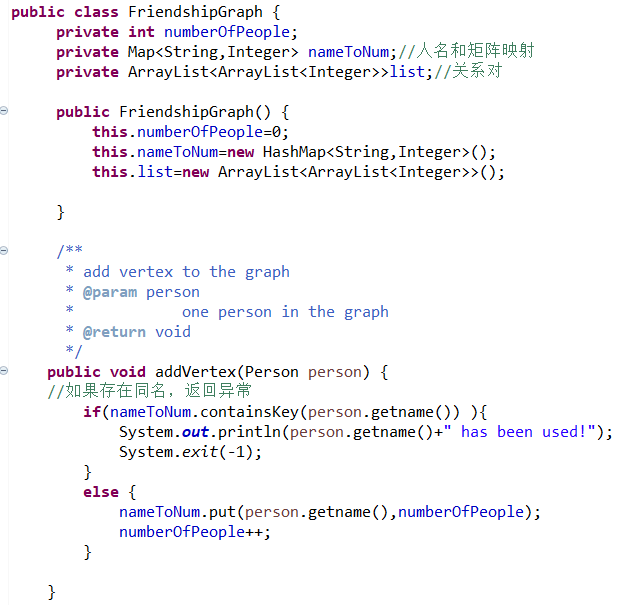 public class FriendshipGraph {
    private int numberOfPeople;
    private Map<String,Integer> nameToNum;//人名和矩阵映射
    private ArrayList<ArrayList<Integer>>list;//关系对
    public FriendshipGraph() {
        this.numberOfPeople=0;
        this.nameToNum=new HashMap<String,Integer>();
        this.list=new ArrayList<ArrayList<Integer>>();
    }
    /**
     * add vertex to the graph
     * @param person
     *            one person in the graph
     * @return void
     */
    public void addVertex(Person person) {
    //如果存在同名，返回异常
        if(nameToNum.containsKey(person.getname()) ){
            System.out.println(person.getname()+" has been used!");
            System.exit(-1);
        }
        else {
            nameToNum.put(person.getname(),numberOfPeople);
            numberOfPeople++;
        }
    }